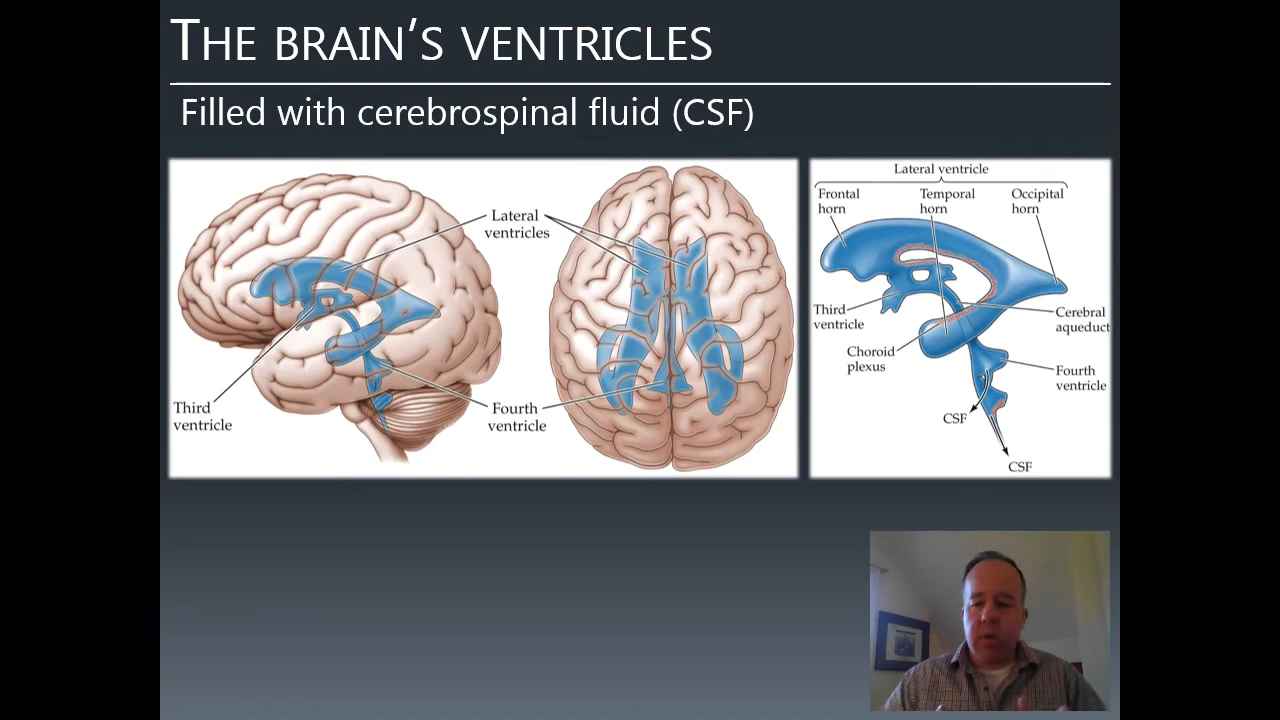 THE BRAIN'S VENTRICLES
Filled with cerebrospinal fluid (CSF)
Lateral
ventricles
Third
ventricle
Fourth
ventricle
Lateral ventricle
Frontal
horn
Temporal
horn
Occipital
horn
Third
ventricle
Cerebral
aqueduct
Choroid
plexus
Fourth
ventricle
CSF
CSF